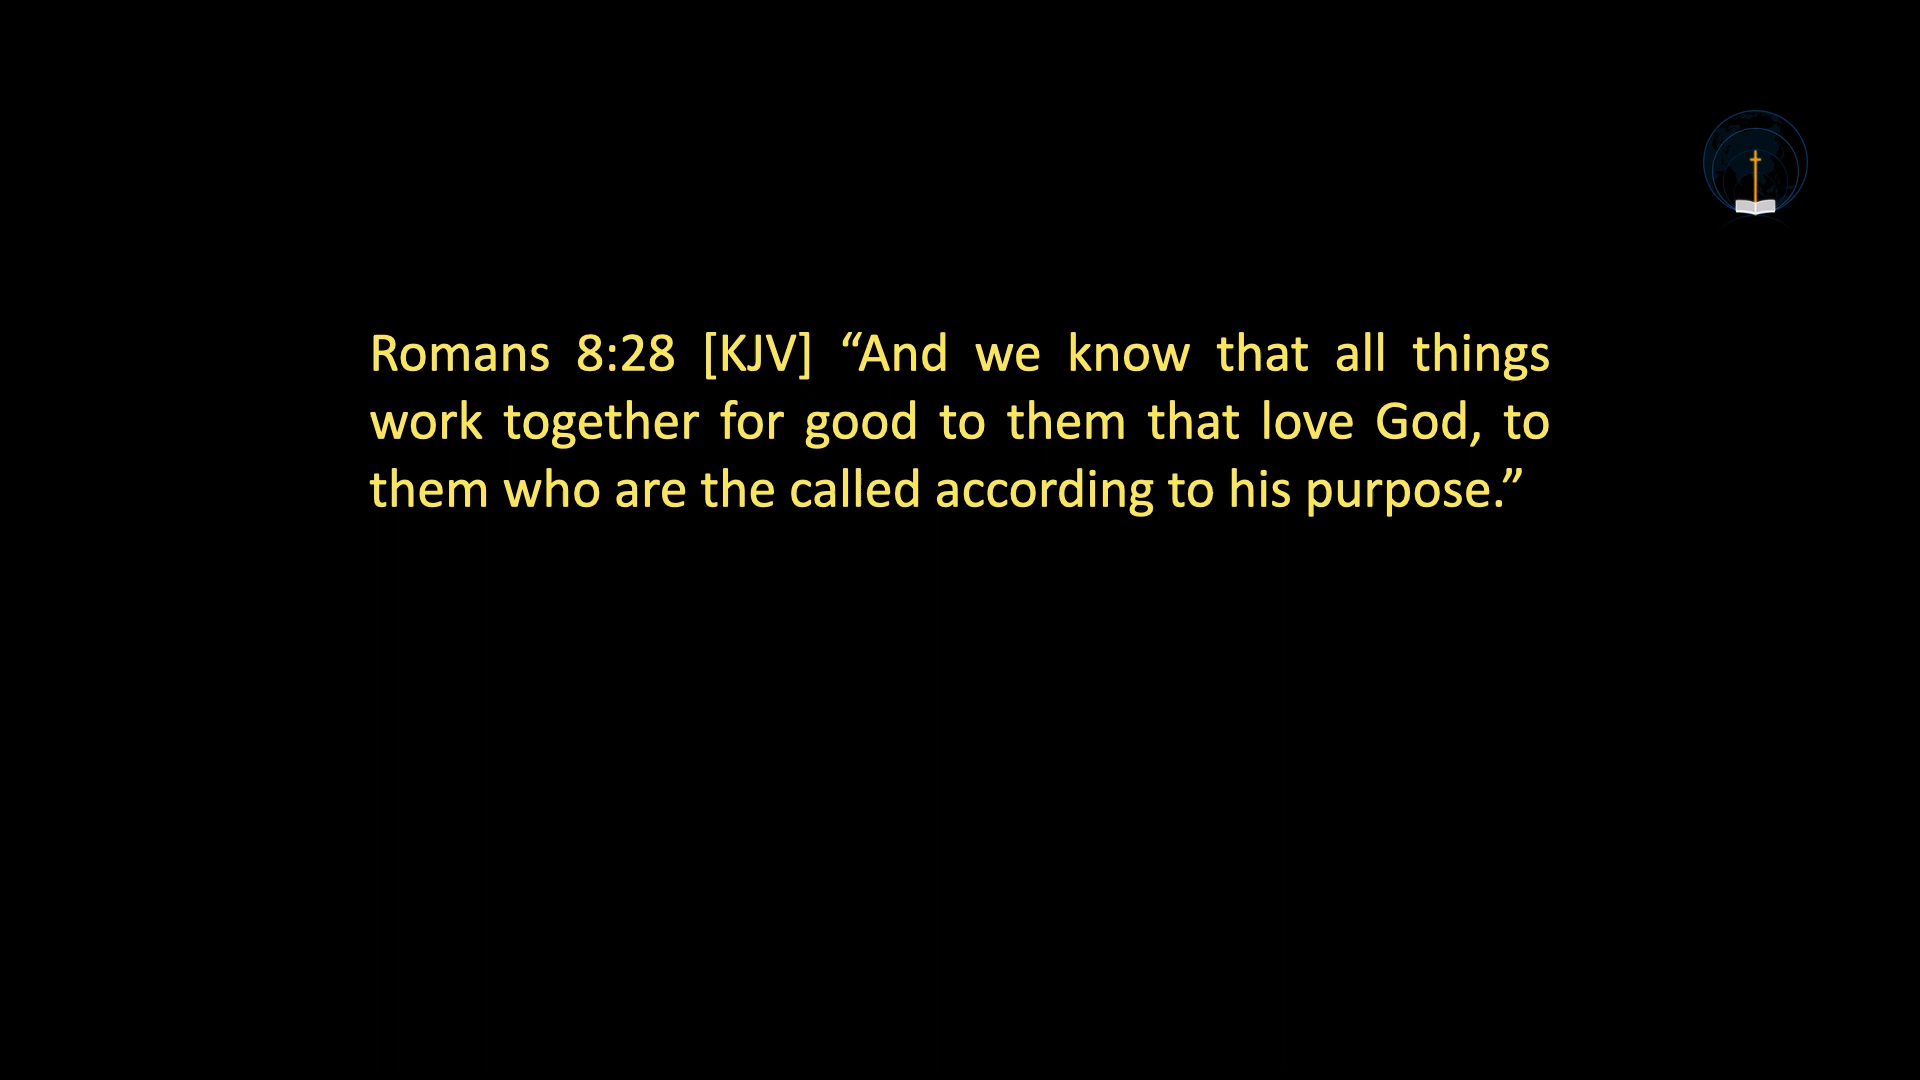 Romans 8:28 [KJV] “And we know that all things
work together for good to them that love God, to
them who are the called according to his purpose.”